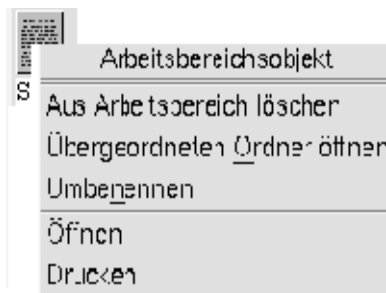 Arbeitsbereichsobjekt
S
Aus Arbeitsbereich löschen
Übergeordneten Ordner öffnen
Umbenennen
Öffnen
Drucken